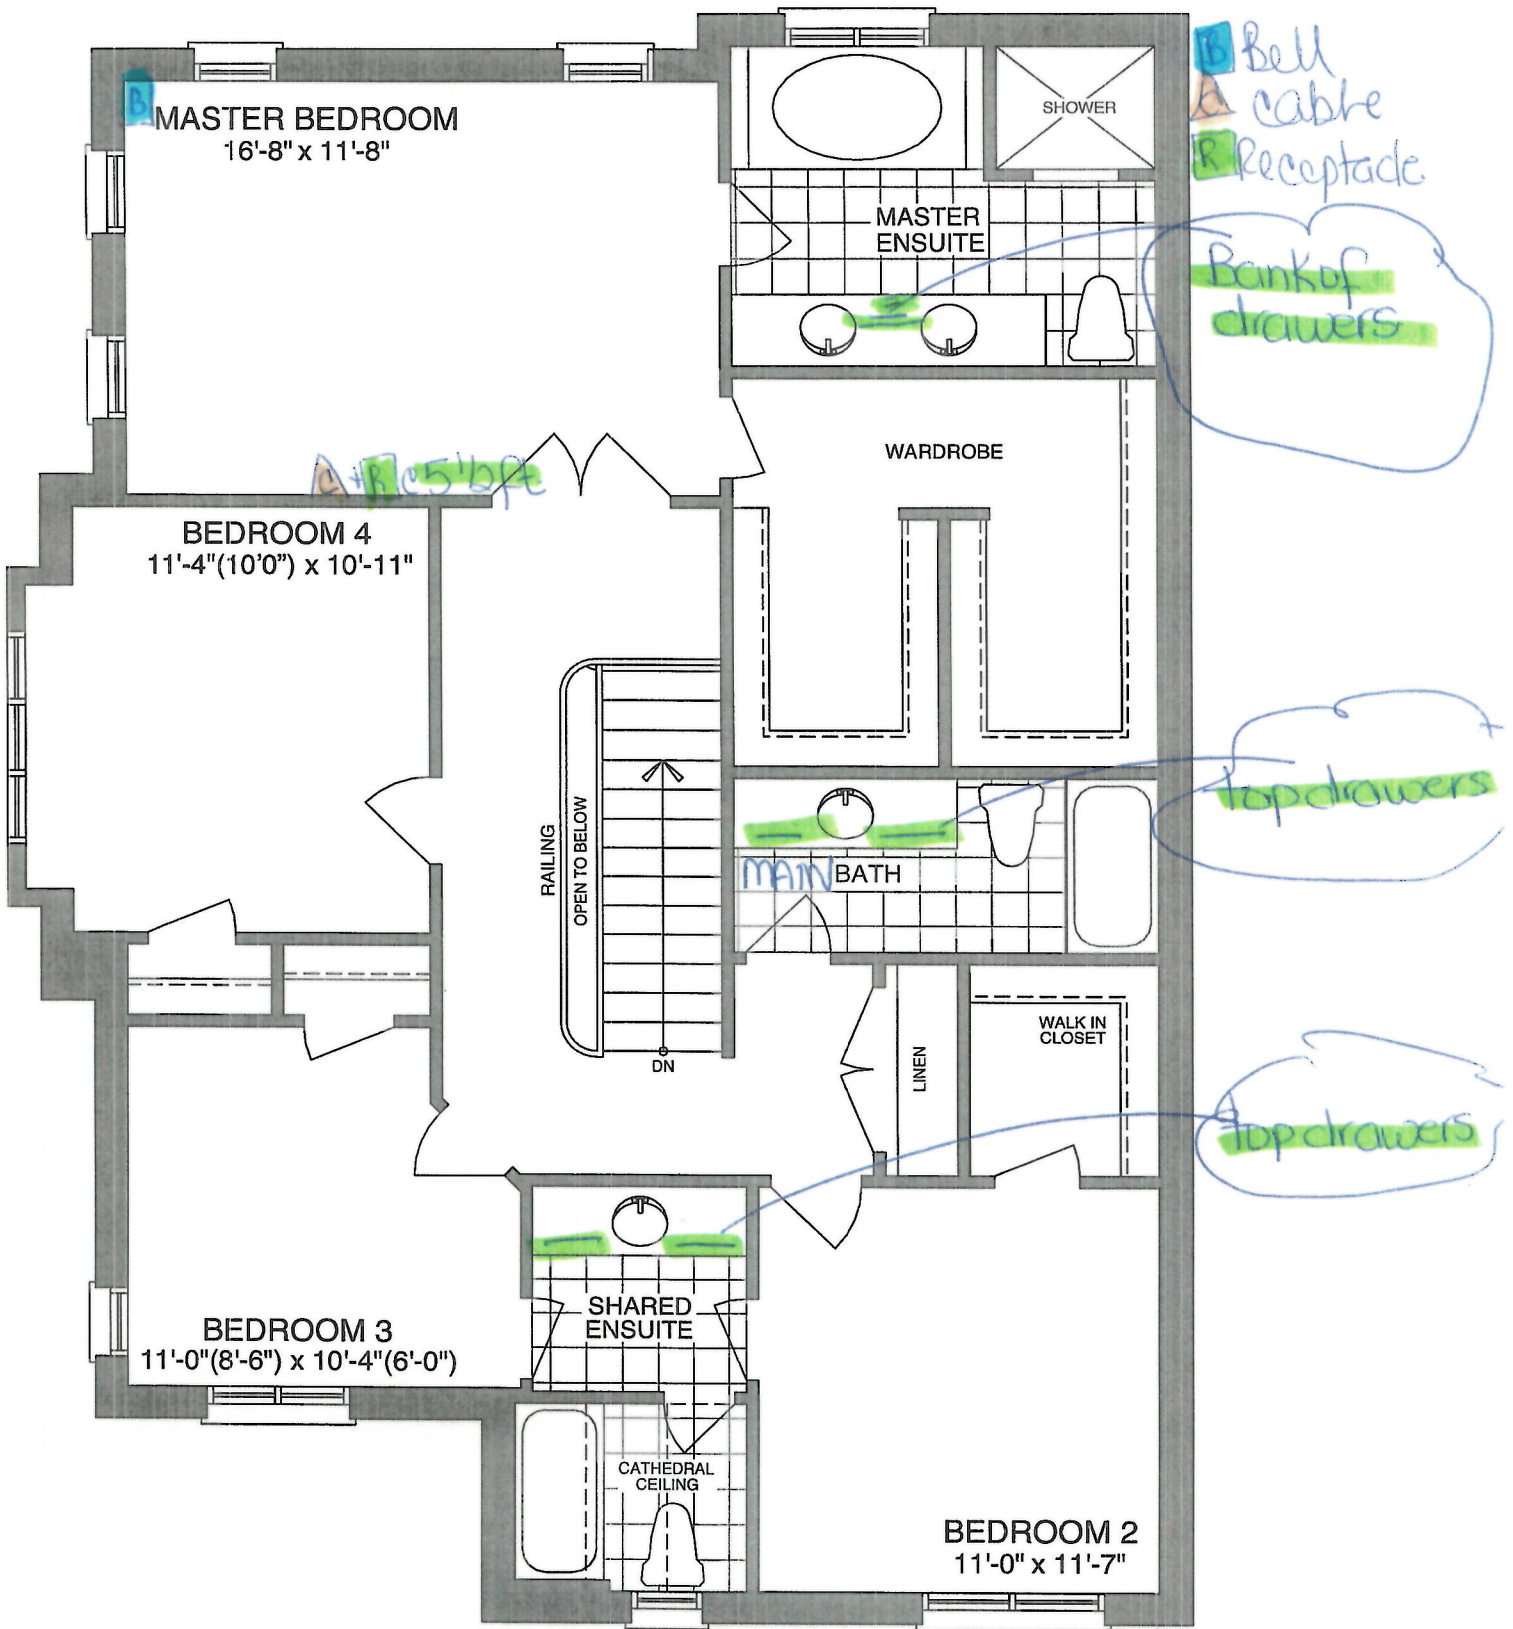 B Bell
C cable
R Receptacle
B
MASTER BEDROOM
16'-8" x 11'-8"
SHOWER
MASTER
ENSUITE
Bank of
drawers
WARDROBE
C + R @ 5'6 ft
BEDROOM 4
11'-4"(10'0") x 10'-11"
RAILING
OPEN TO BELOW
top drawers
MAIN BATH
DN
LINEN
WALK IN
CLOSET
top drawers
SHARED
ENSUITE
BEDROOM 3
11'-0"(8'-6") x 10'-4"(6'-0")
CATHEDRAL
CEILING
BEDROOM 2
11'-0" x 11'-7"